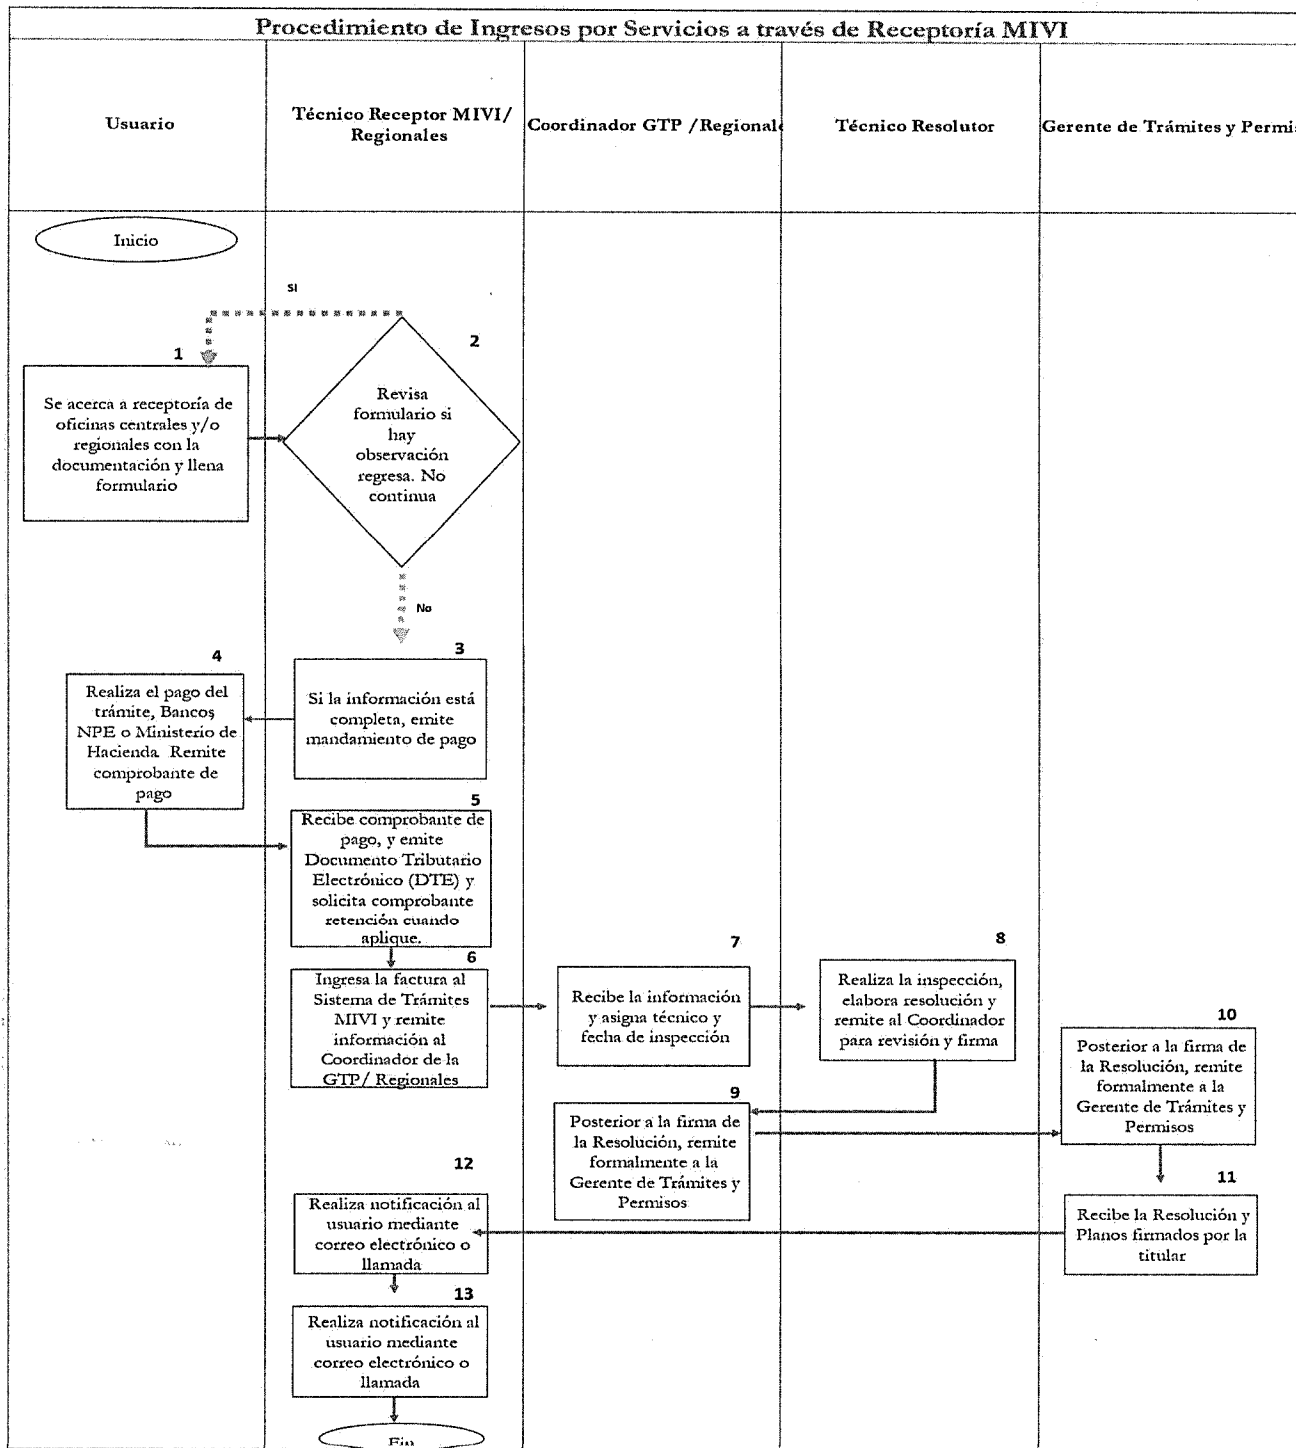 Procedimiento de Ingresos por Servicios a través de Receptoría MIVI
Usuario
Técnico Receptor MIVI/
Regionales
Coordinador GTP /Regional
Técnico Resolutor
Gerente de Trámites y Permis
Inicio
SI
1
Se acerca a receptoría de
oficinas centrales y/o
regionales con la
documentación y llena
formulario
2
Revisa
formulario si
hay
observación
regresa. No
continua
No
3
Si la información está
completa, emite
mandamiento de pago
4
Realiza el pago del
trámite, Bancos,
NPE o Ministerio de
Hacienda. Remite
comprobante de
pago
5
Recibe comprobante de
pago, y emite
Documento Tributario
Electrónico (DTE) y
solicita comprobante
retención cuando
aplique.
6
Ingresa la factura al
Sistema de Trámites
MIVI y remite
información al
Coordinador de la
GTP/ Regionales
7
Recibe la información
y asigna técnico y
fecha de inspección
8
Realiza la inspección,
elabora resolución y
remite al Coordinador
para revisión y firma
9
Posterior a la firma de
la Resolución, remite
formalmente a la
Gerente de Trámites y
Permisos
10
Posterior a la firma de
la Resolución, remite
formalmente a la
Gerente de Trámites y
Permisos
11
Recibe la Resolución y
Planos firmados por la
titular
12
Realiza notificación al
usuario mediante
correo electrónico o
llamada
13
Realiza notificación al
usuario mediante
correo electrónico o
llamada
Fin